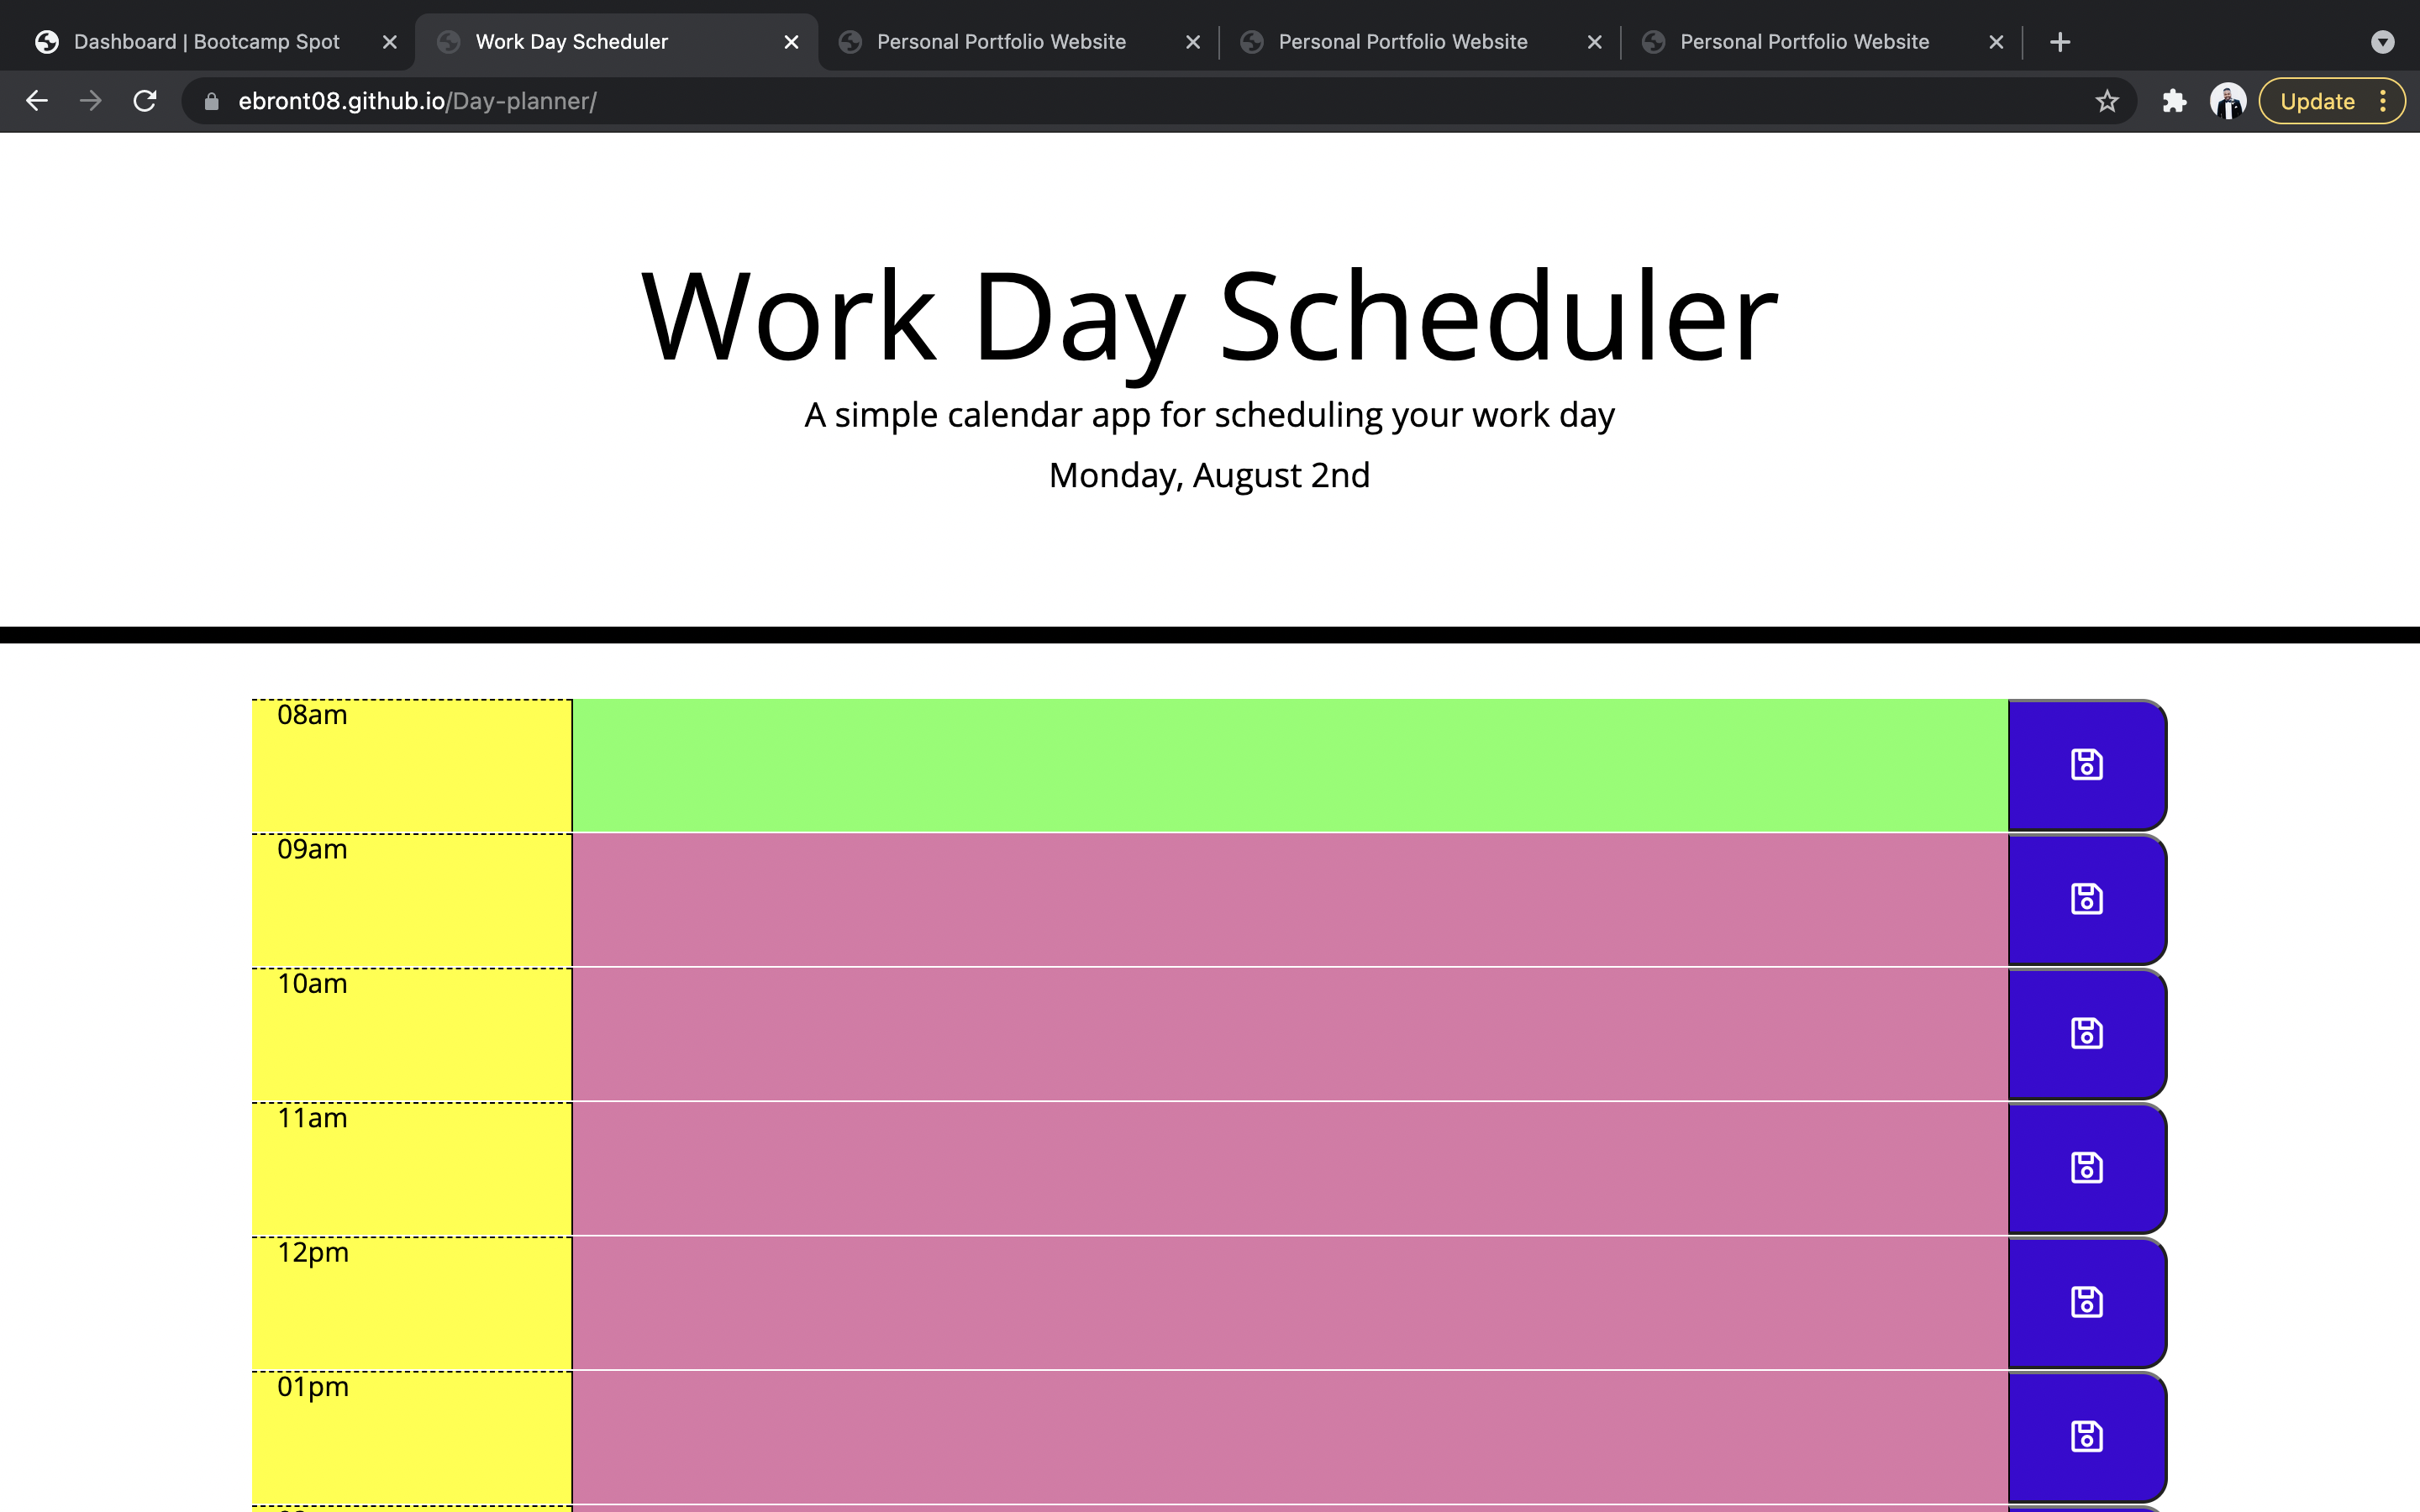 Dashboard | Bootcamp Spot
Work Day Scheduler
Personal Portfolio Website
Personal Portfolio Website
Personal Portfolio Website
ebront08.github.io/Day-planner/
Update
Work Day Scheduler
A simple calendar app for scheduling your work day
Monday, August 2nd
08am
09am
10am
11am
12pm
01pm